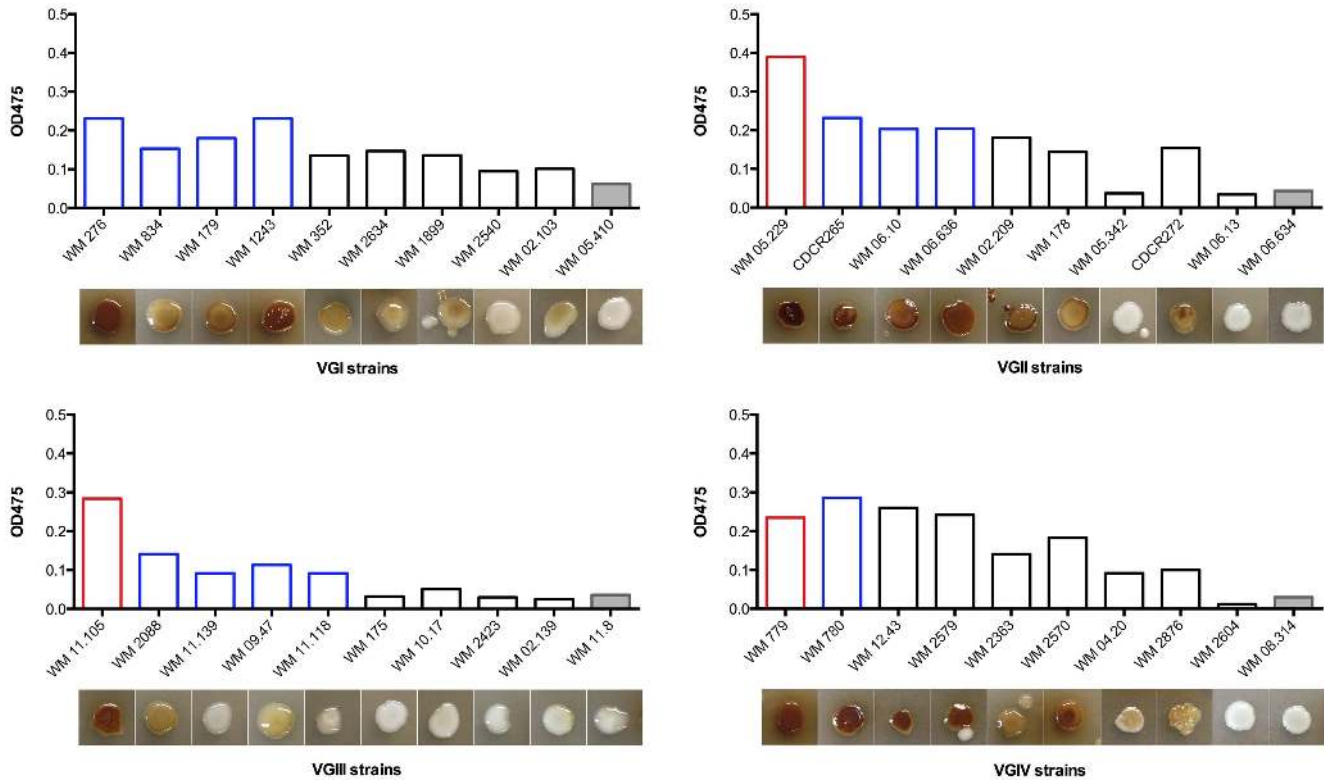 0.5
0.4
0.3
0.2
0.1
0.0
OD475
WM 276
WM 834
WM 179
WM 1243
WM 352
WM 2634
WM 1899
WM 2540
WM 02.103
WM 05.410
VGI strains
0.5
0.4
0.3
0.2
0.1
0.0
OD475
WM 05.229
CDCR265
WM 06.10
WM 06.636
WM 02.209
WM 178
WM 05.342
CDCR272
WM 06.13
WM 06.634
VGII strains
0.5
0.4
0.3
0.2
0.1
0.0
OD475
WM 11.105
WM 2088
WM 11.139
WM 09.47
WM 11.118
WM 175
WM 10.17
WM 2423
WM 02.139
WM 11.8
VGIII strains
0.5
0.4
0.3
0.2
0.1
0.0
OD475
WM 779
WM 780
WM 12.43
WM 2579
WM 2363
WM 2570
WM 04.20
WM 2876
WM 2604
WM 08.314
VGIV strains